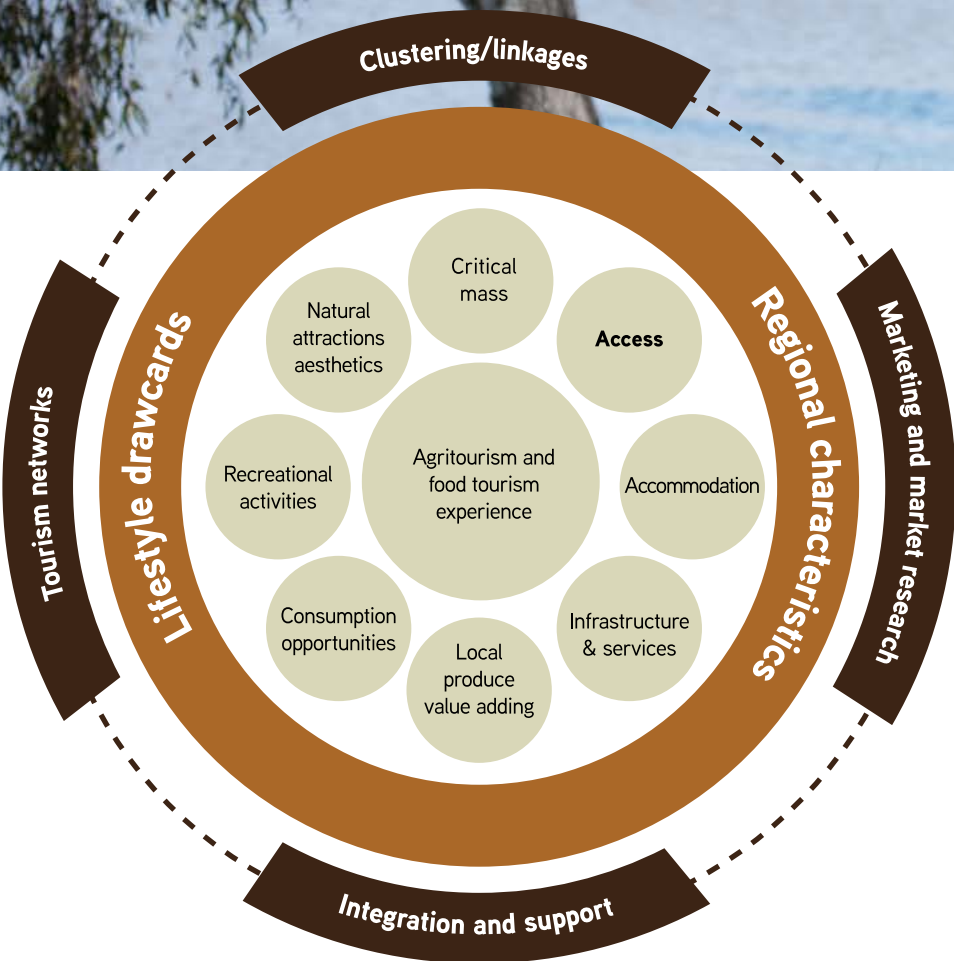 Clustering/linkages
Critical
mass
Natural
attractions
aesthetics
Access
Lifestyle drawcards
Regional characteristics
Tourism networks
Marketing and market research
Recreational
activities
Agritourism and
food tourism
experience
Accommodation
Consumption
opportunities
Infrastructure
& services
Local
produce
value adding
Integration and support